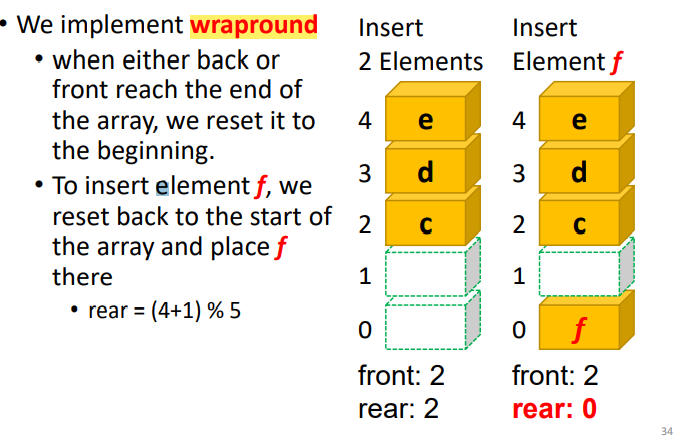 • We implement wrapround
• when either back or
front reach the end of
the array, we reset it to
the beginning.
• To insert element f, we
reset back to the start of
the array and place f
there
• rear = (4+1) % 5
Insert
2 Elements
4 e
3 d
2 c
1
0
front: 2
rear: 2
Insert
Element f
4 e
3 d
2 c
1
0 f
front: 2
rear: 0
34